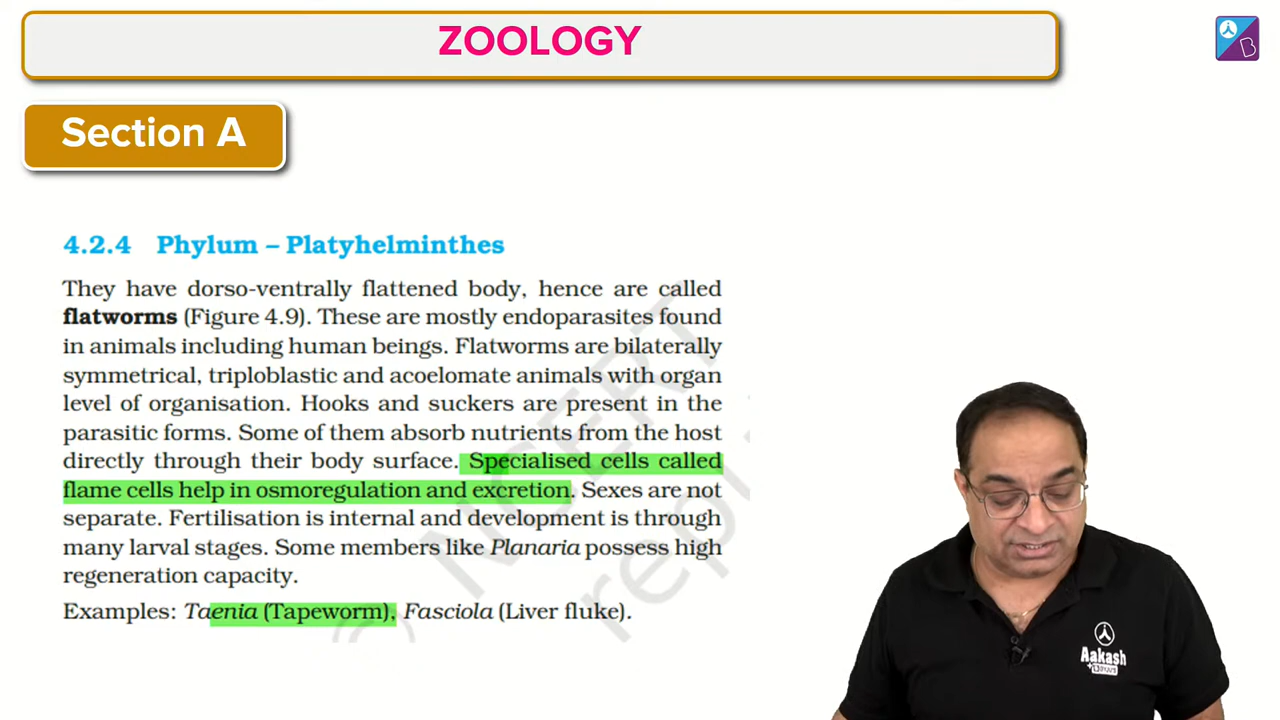 ZOOLOGY
B
Section A
4.2.4 Phylum – Platyhelminthes
They have dorso-ventrally flattened body, hence are called
flatworms (Figure 4.9). These are mostly endoparasites found
in animals including human beings. Flatworms are bilaterally
symmetrical, triploblastic and acoelomate animals with organ
level of organisation. Hooks and suckers are present in the
parasitic forms. Some of them absorb nutrients from the host
directly through their body surface. Specialised cells called
flame cells help in osmoregulation and excretion. Sexes are not
separate. Fertilisation is internal and development is through
many larval stages. Some members like Planaria possess high
regeneration capacity.
Examples: Taenia (Tapeworm), Fasciola (Liver fluke).
© NCERT
repr
Aakash
+BYJU'S